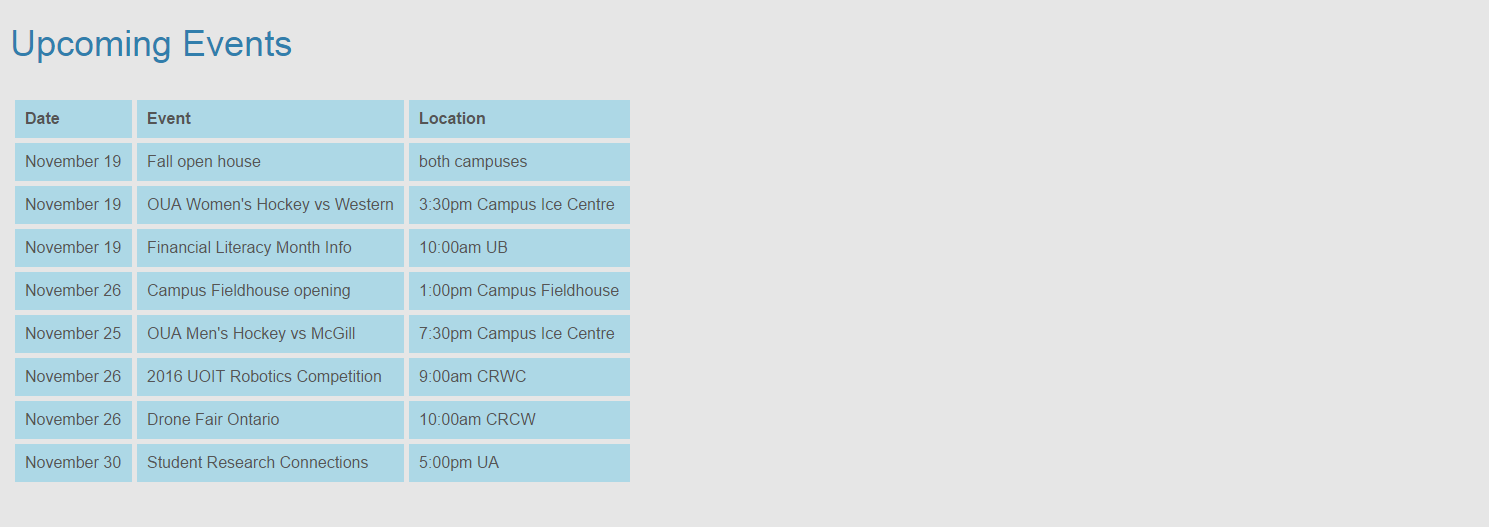 Upcoming Events
Date Event Location
November 19 Fall open house both campuses
November 19 OUA Women's Hockey vs Western 3:30pm Campus Ice Centre
November 19 Financial Literacy Month Info 10:00am UB
November 26 Campus Fieldhouse opening 1:00pm Campus Fieldhouse
November 25 OUA Men's Hockey vs McGill 7:30pm Campus Ice Centre
November 26 2016 UOIT Robotics Competition 9:00am CRWC
November 26 Drone Fair Ontario 10:00am CRCW
November 30 Student Research Connections 5:00pm UA